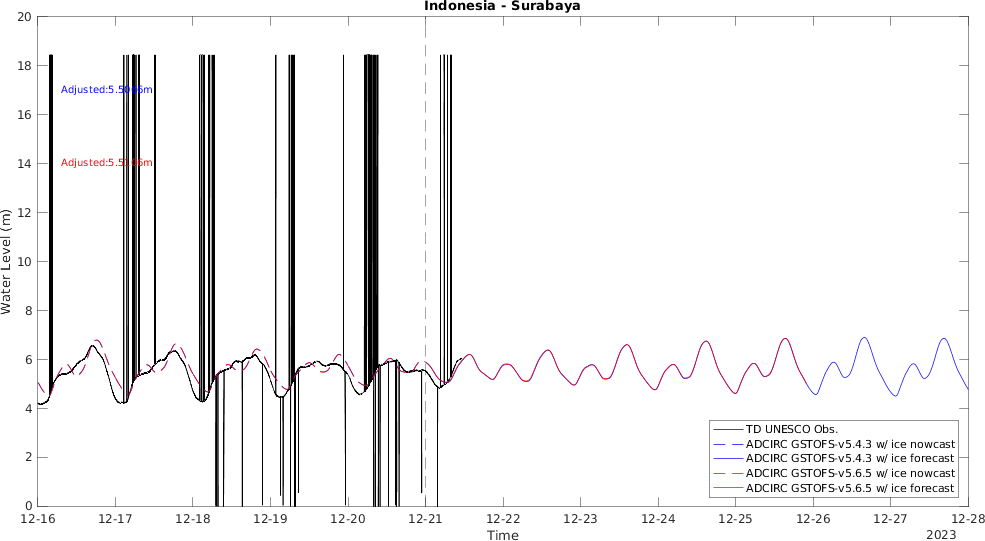 Indonesia - Surabaya
20
18
16
14
12
10
8
6
4
2
0
Water Level (m)
12-16 12-17 12-18 12-19 12-20 12-21 12-22 12-23 12-24 12-25 12-26 12-27 12-28
Time
2023
TD UNESCO Obs.
ADCIRC GSTOFS-v5.4.3 w/ ice nowcast
ADCIRC GSTOFS-v5.4.3 w/ ice forecast
ADCIRC GSTOFS-v5.6.5 w/ ice nowcast
ADCIRC GSTOFS-v5.6.5 w/ ice forecast